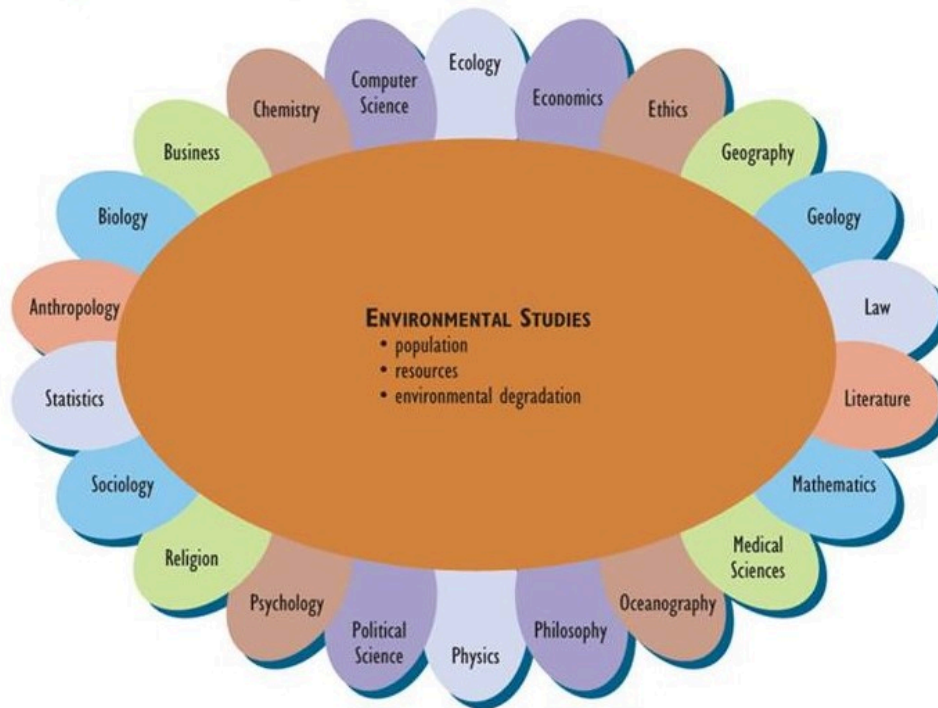 Ecology
Economics
Ethics
Geography
Geology
Law
Literature
Mathematics
Medical
Sciences
Oceanography
Philosophy
Physics
Political
Science
Psychology
Religion
Sociology
Statistics
Anthropology
Biology
Business
Chemistry
Computer
Science
ENVIRONMENTAL STUDIES
• population
• resources
• environmental degradation